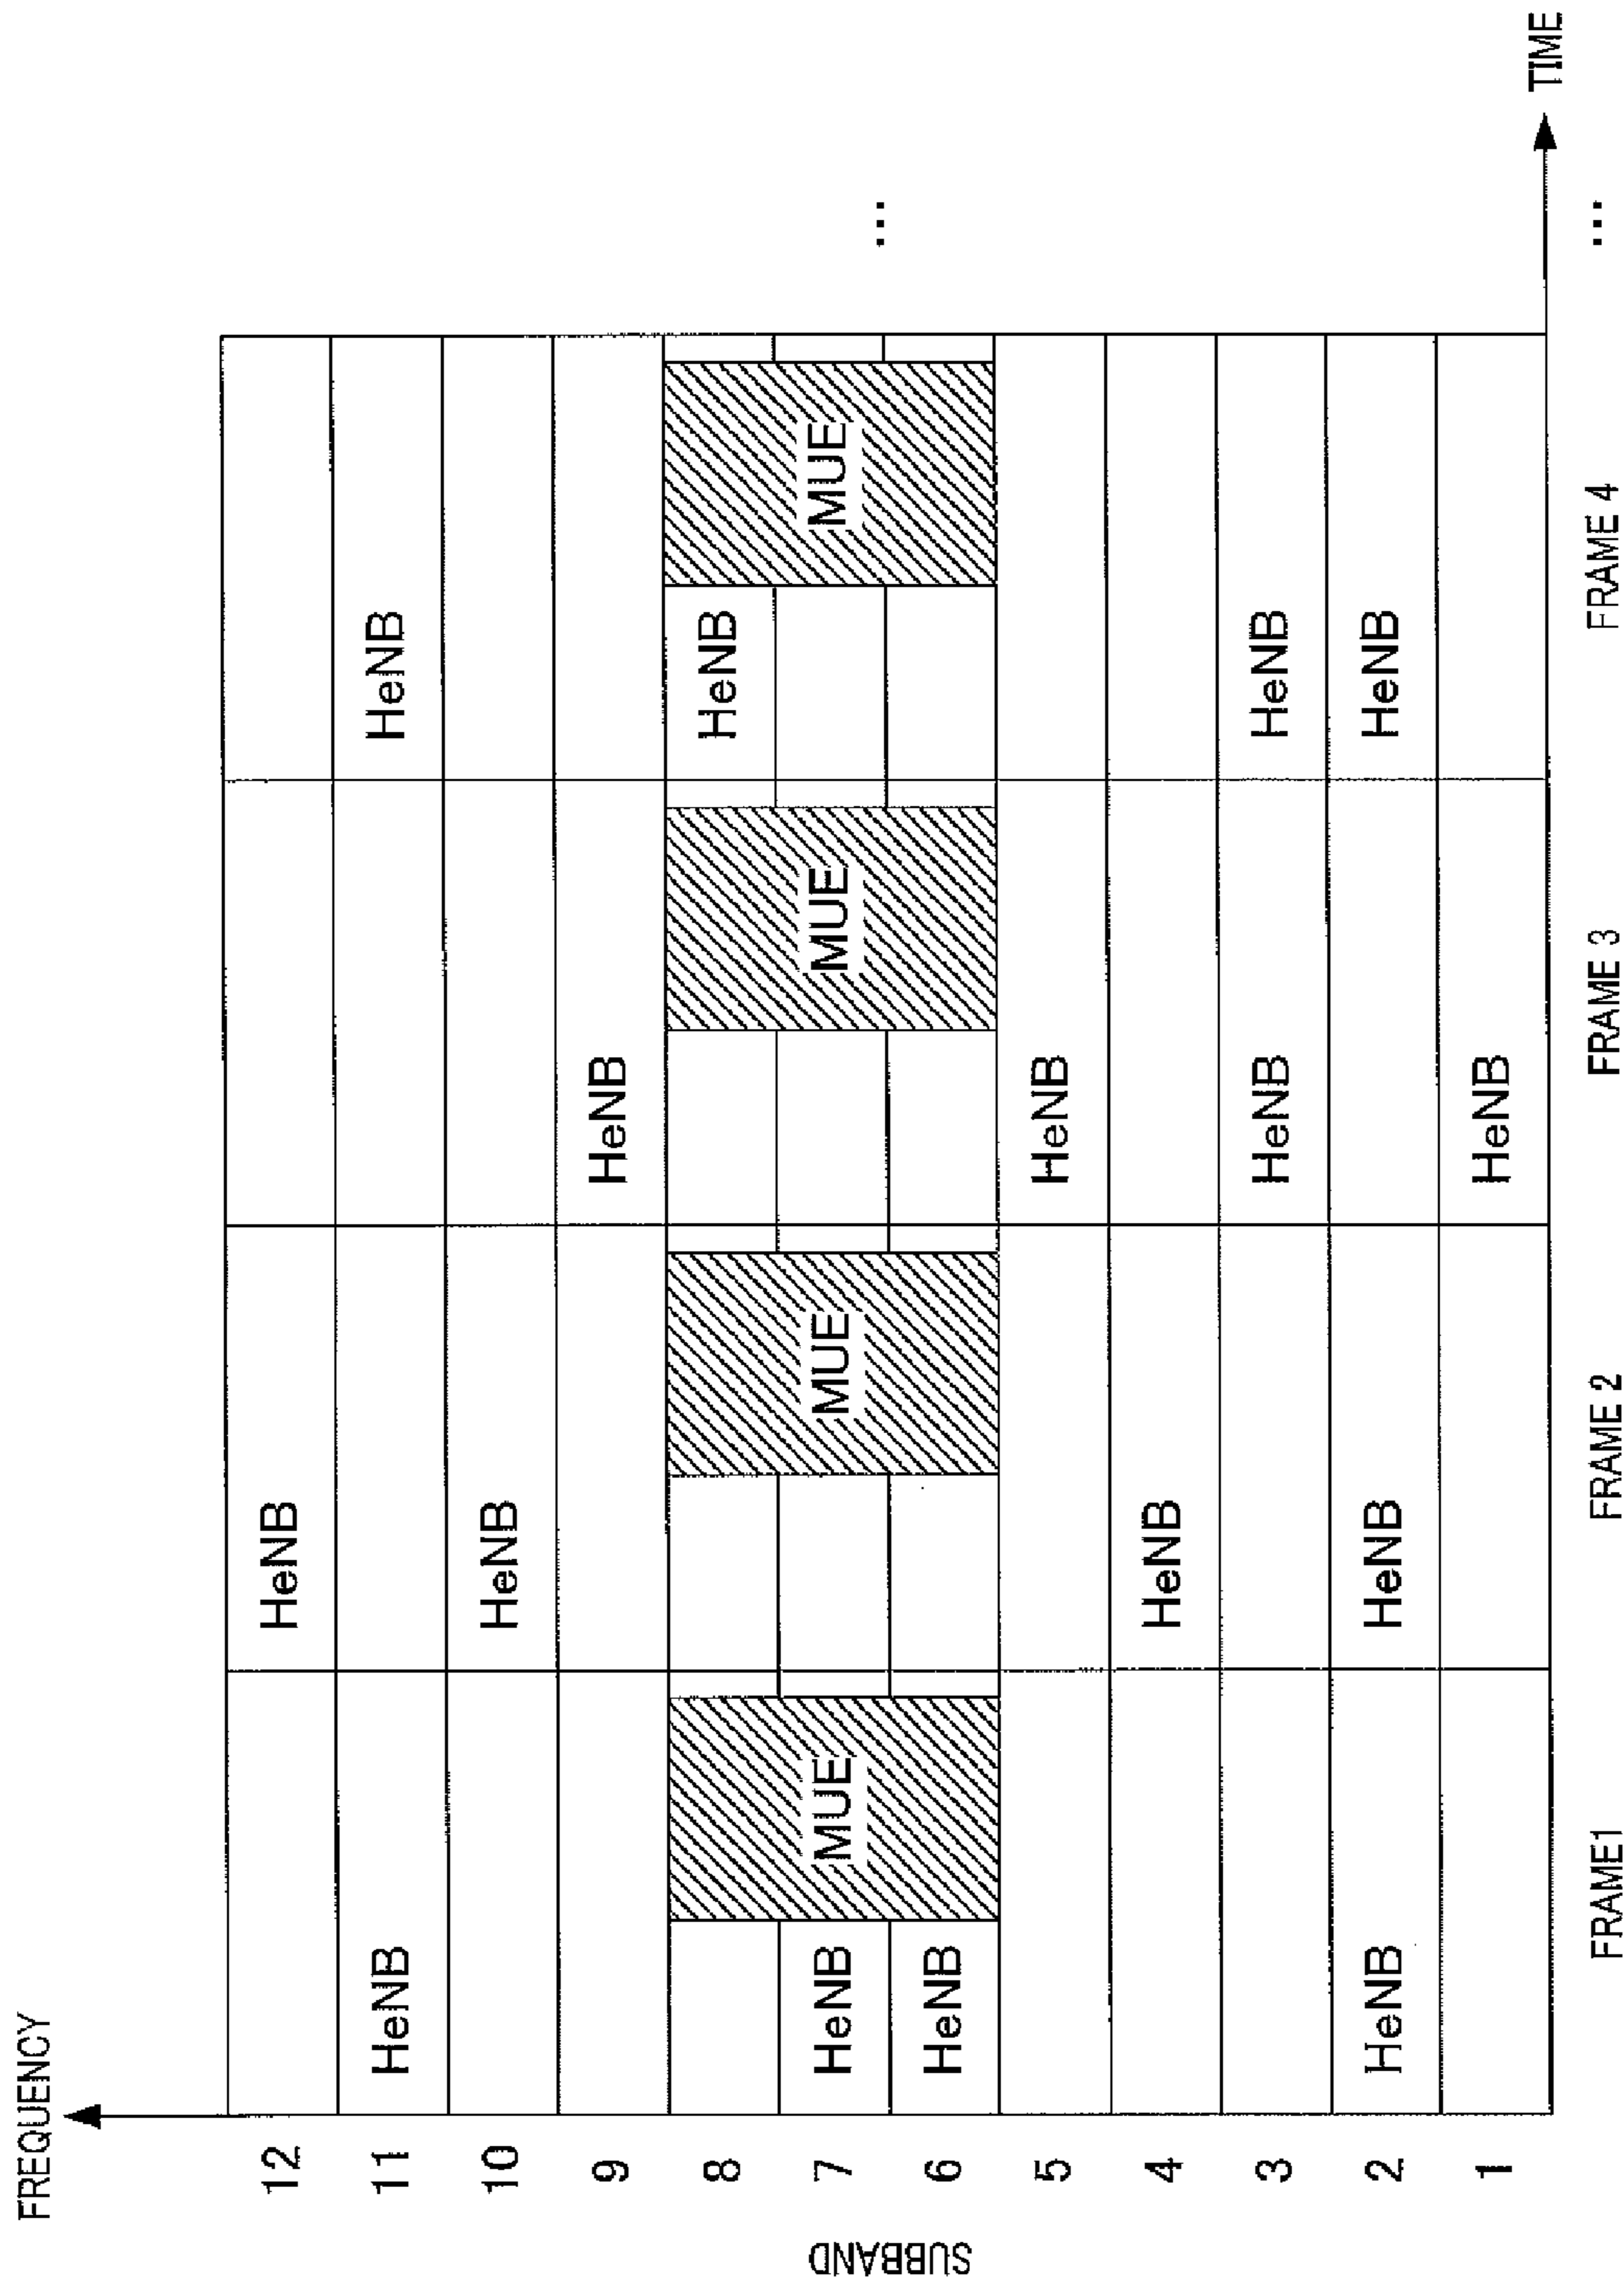 FREQUENCY
SUBBAND
12 HeNB
11 HeNB HeNB
10 HeNB
9 HeNB
8 HeNB
7 HeNB MUE MUE MUE MUE
6 HeNB
5 HeNB
4 HeNB
3 HeNB HeNB
2 HeNB HeNB HeNB
1 HeNB
...
TIME
FRAME1 FRAME 2 FRAME 3 FRAME 4 ...